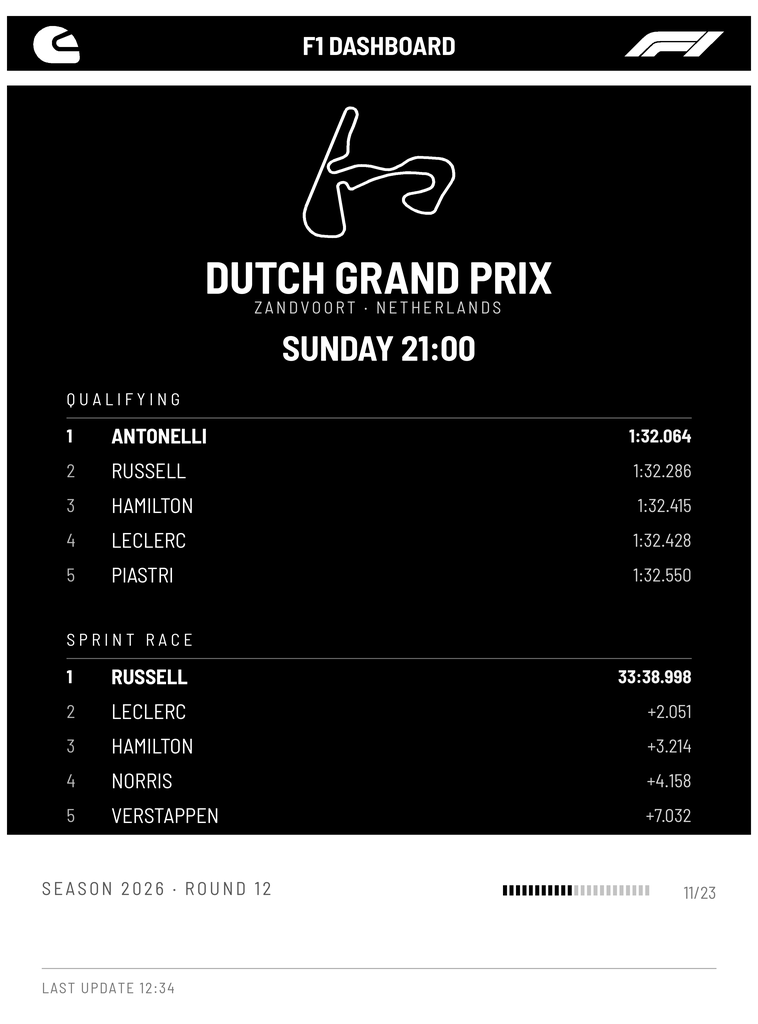 F1 DASHBOARD
F1
DUTCH GRAND PRIX
ZANDVOORT · NETHERLANDS
SUNDAY 21:00
QUALIFYING
1 ANTONELLI 1:32.064
2 RUSSELL 1:32.286
3 HAMILTON 1:32.415
4 LECLERC 1:32.428
5 PIASTRI 1:32.550
SPRINT RACE
1 RUSSELL 33:38.998
2 LECLERC +2.051
3 HAMILTON +3.214
4 NORRIS +4.158
5 VERSTAPPEN +7.032
SEASON 2026 · ROUND 12
11/23
LAST UPDATE 12:34